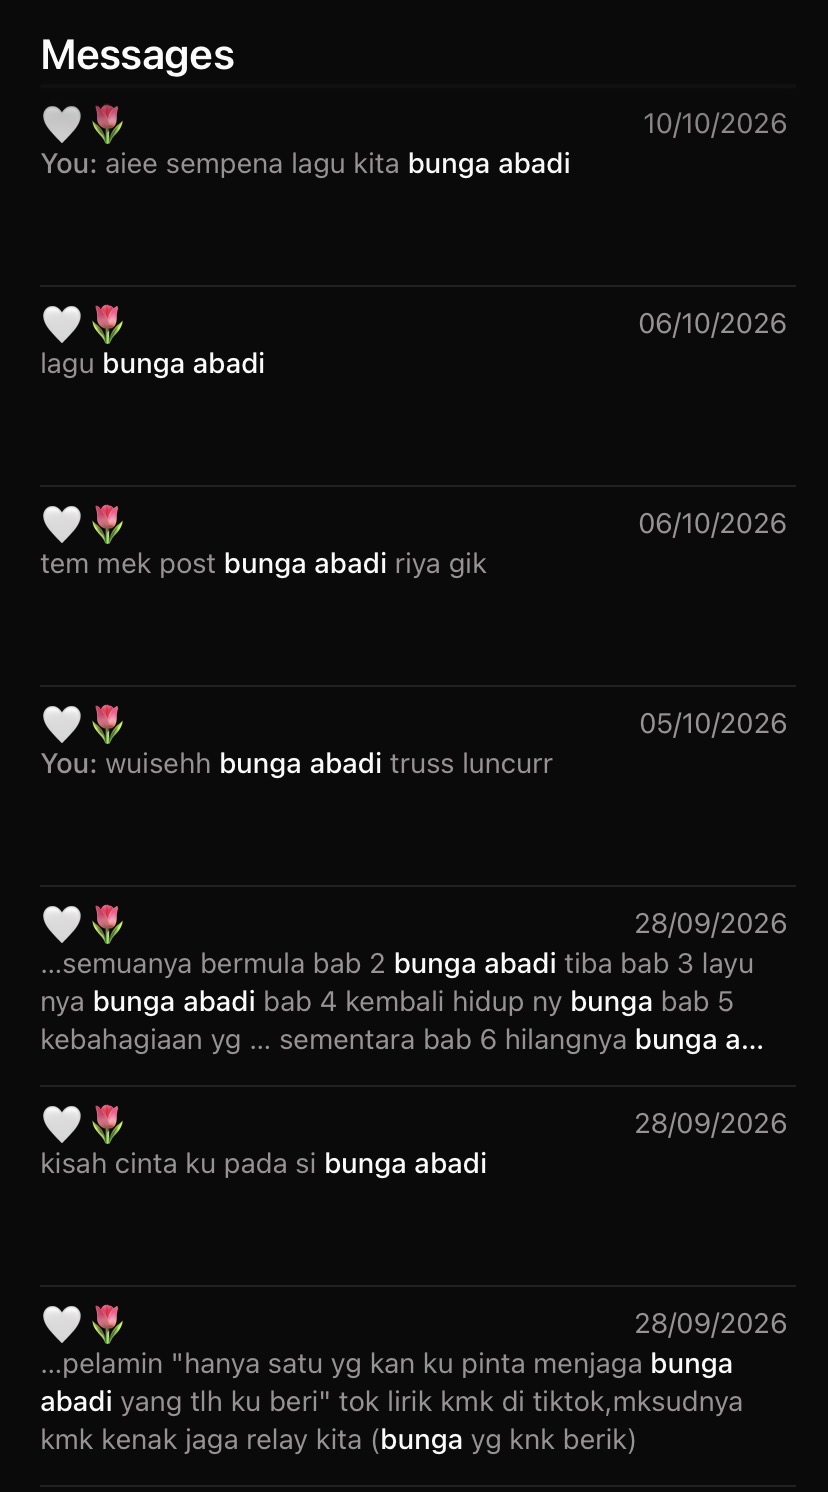 Messages
🤍🌷 10/10/2026
You: aiee sempena lagu kita bunga abadi
🤍🌷 06/10/2026
lagu bunga abadi
🤍🌷 06/10/2026
tem mek post bunga abadi riya gik
🤍🌷 05/10/2026
You: wuisehh bunga abadi truss luncurr
🤍🌷 28/09/2026
...semuanya bermula bab 2 bunga abadi tiba bab 3 layu
nya bunga abadi bab 4 kembali hidup ny bunga bab 5
kebahagiaan yg ... sementara bab 6 hilangnya bunga a...
🤍🌷 28/09/2026
kisah cinta ku pada si bunga abadi
🤍🌷 28/09/2026
...pelamin "hanya satu yg kan ku pinta menjaga bunga
abadi yang tlh ku beri" tok lirik kmk di tiktok,mksudnya
kmk kenak jaga relay kita (bunga yg knk berik)